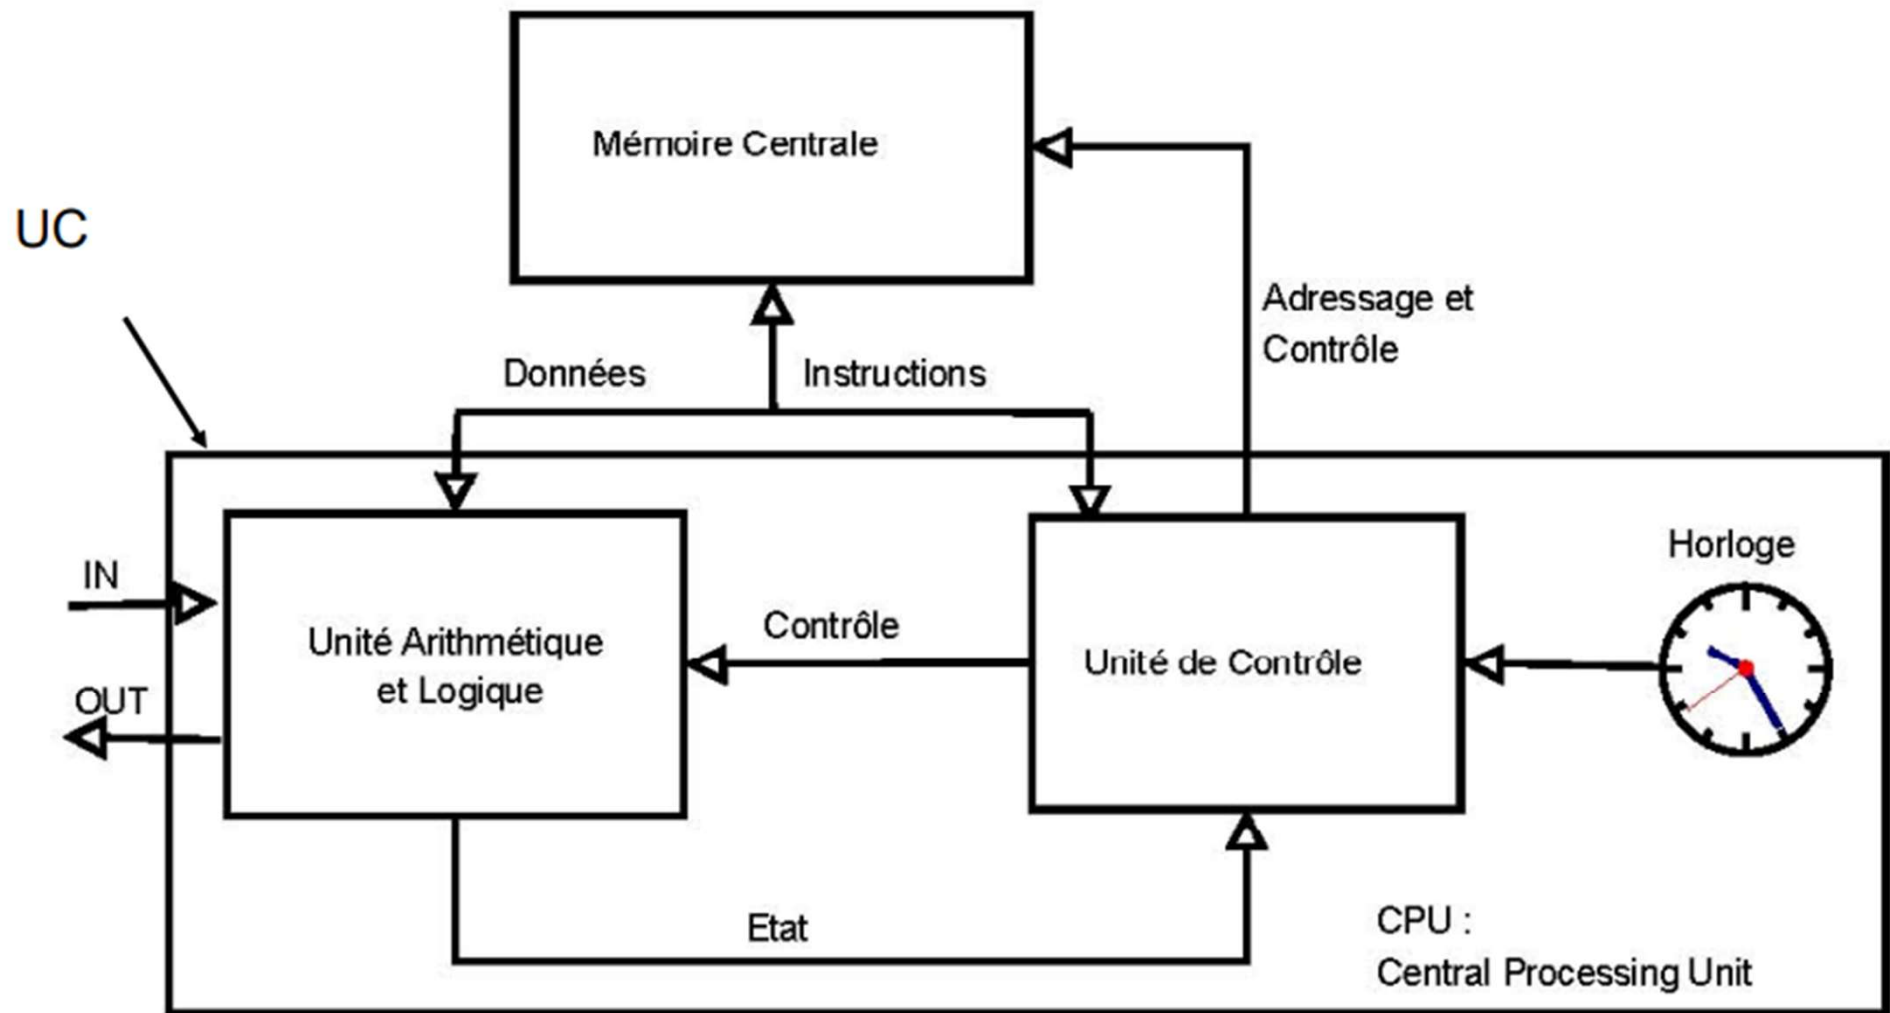 Mémoire Centrale
UC
Adressage et
Contrôle
Données
Instructions
Horloge
IN
Contrôle
Unité Arithmétique
et Logique
Unité de Contrôle
OUT
Etat
CPU :
Central Processing Unit